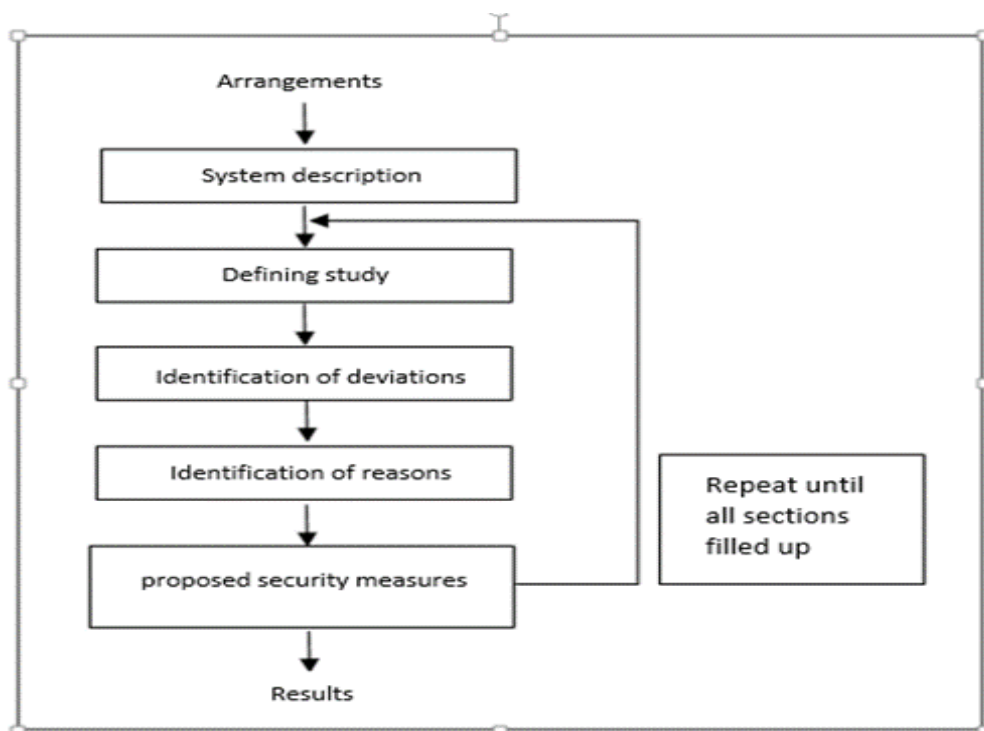 Arrangements
System description
Defining study
Identification of deviations
Identification of reasons
proposed security measures
Results
Repeat until
all sections
filled up